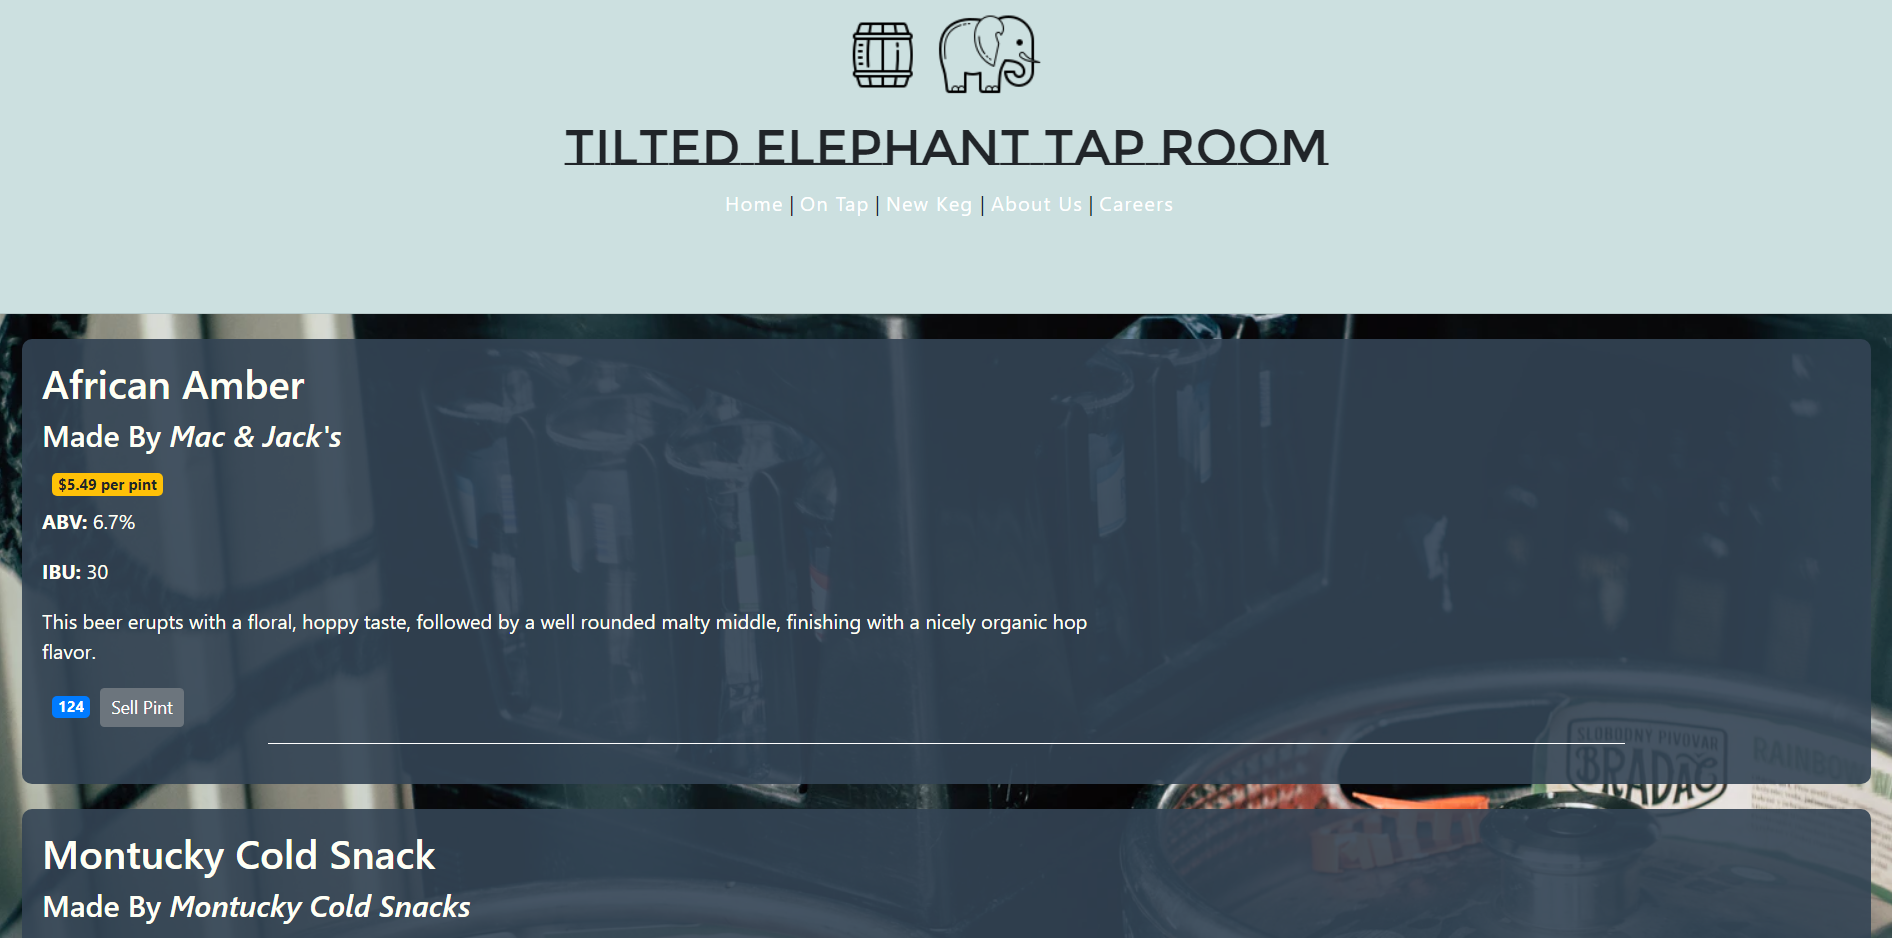 TILTED ELEPHANT TAP ROOM
Home | On Tap | New Keg | About Us | Careers
African Amber
Made By Mac & Jack's
$5.49 per pint
ABV: 6.7%
IBU: 30
This beer erupts with a floral, hoppy taste, followed by a well rounded malty middle, finishing with a nicely organic hop
flavor.
124 Sell Pint
SLOBODNY PIVOVAR
BRADAČ
RAINBOW
Montucky Cold Snack
Made By Montucky Cold Snacks